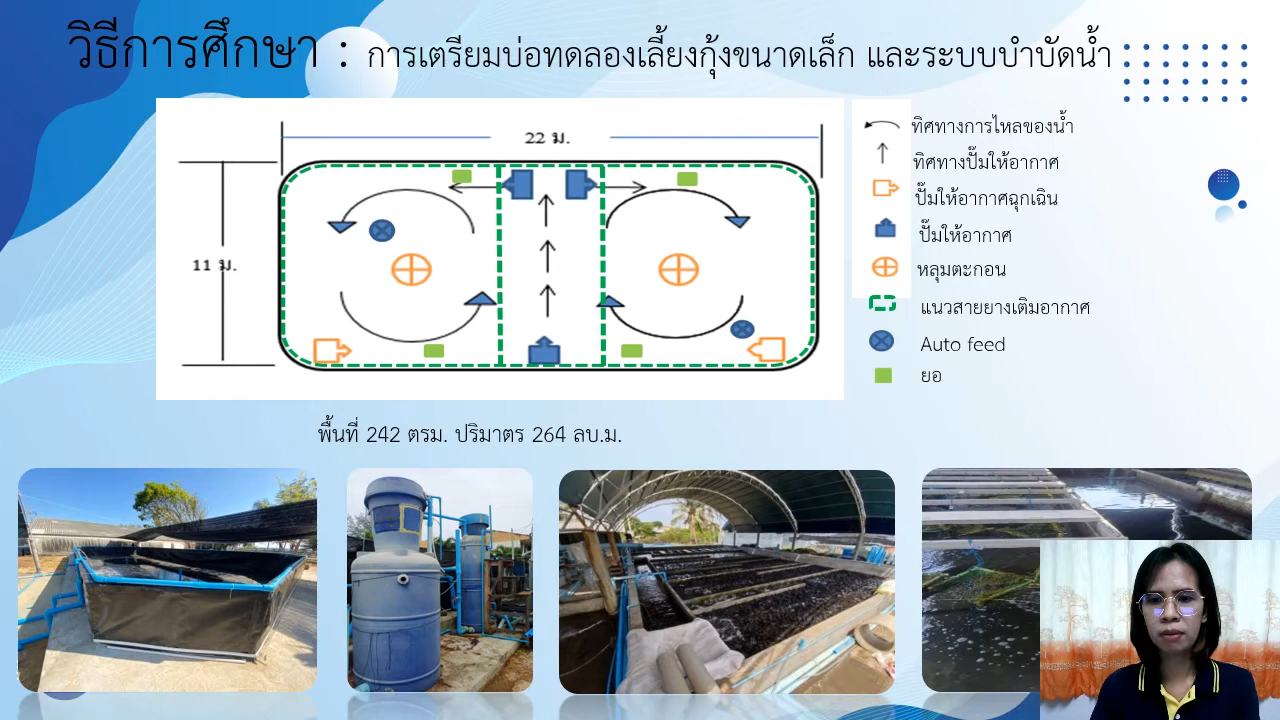 วิธีการศึกษา : การเตรียมบ่อทดลองเลี้ยงกุ้งขนาดเล็ก และระบบบำบัดน้ำ
22 ม.
11 ม.
ทิศทางการไหลของน้ำ
ทิศทางปั๊มให้อากาศ
ปั๊มให้อากาศฉุกเฉิน
ปั๊มให้อากาศ
หลุมตะกอน
แนวสายยางเติมอากาศ
Auto feed
ยอ
พื้นที่ 242 ตรม. ปริมาตร 264 ลบ.ม.